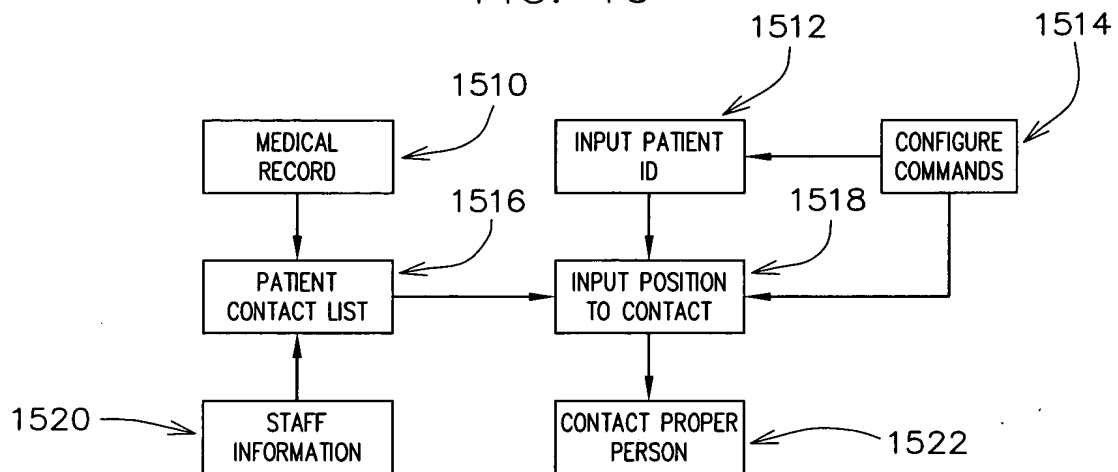 1512
1514
1510
MEDICAL
RECORD
INPUT PATIENT
ID
CONFIGURE
COMMANDS
1516
1518
PATIENT
CONTACT LIST
INPUT POSITION
TO CONTACT
1520
STAFF
INFORMATION
CONTACT PROPER
PERSON
1522